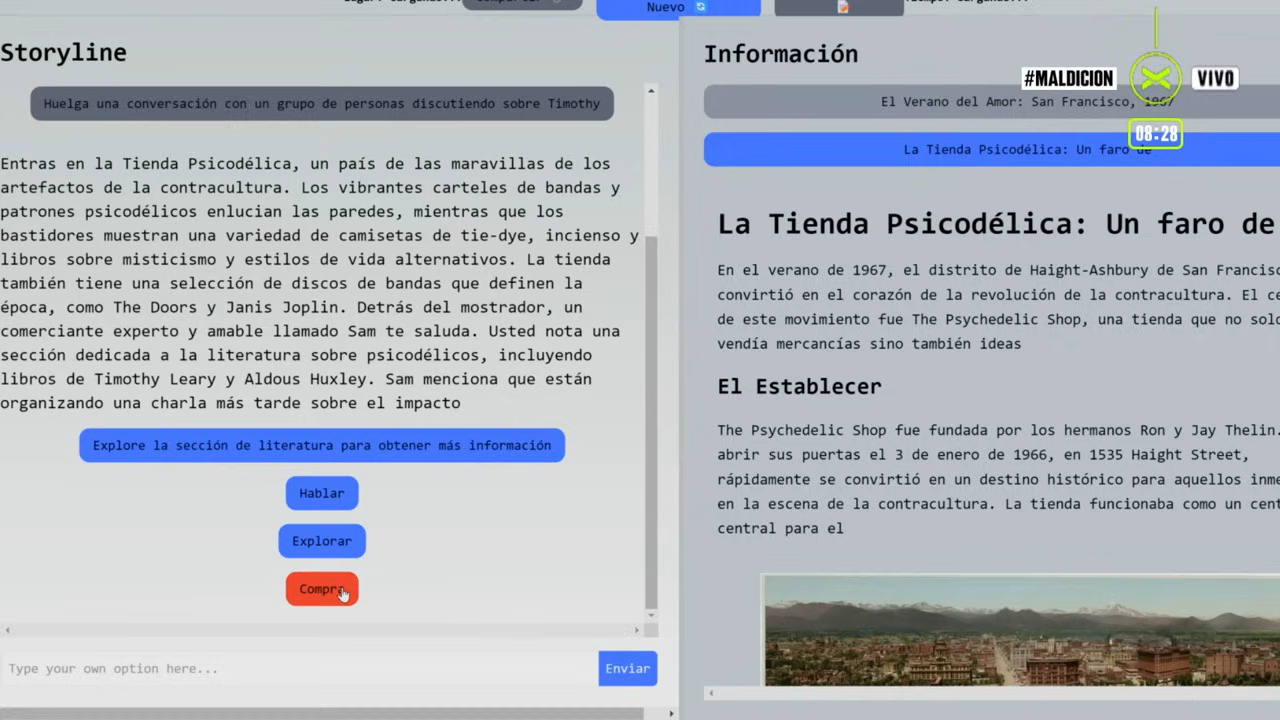 Nuevo
Storyline
Huelga una conversación con un grupo de personas discutiendo sobre Timothy
Entras en la Tienda Psicodélica, un país de las maravillas de los
artefactos de la contracultura. Los vibrantes carteles de bandas y
patrones psicodélicos enlucian las paredes, mientras que los
bastidores muestran una variedad de camisetas de tie-dye, incienso y
libros sobre misticismo y estilos de vida alternativos. La tienda
también tiene una selección de discos de bandas que definen la
época, como The Doors y Janis Joplin. Detrás del mostrador, un
comerciante experto y amable llamado Sam te saluda. Usted nota una
sección dedicada a la literatura sobre psicodélicos, incluyendo
libros de Timothy Leary y Aldous Huxley. Sam menciona que están
organizando una charla más tarde sobre el impacto
Explore la sección de literatura para obtener más información
Hablar
Explorar
Compra
Type your own option here...
Enviar
Información
#MALDICION
VIVO
El Verano del Amor: San Francisco, 1967
08:28
La Tienda Psicodélica: Un faro de
La Tienda Psicodélica: Un faro de
En el verano de 1967, el distrito de Haight-Ashbury de San Francisc
convirtió en el corazón de la revolución de la contracultura. El ce
de este movimiento fue The Psychedelic Shop, una tienda que no solo
vendía mercancías sino también ideas
El Establecer
The Psychedelic Shop fue fundada por los hermanos Ron y Jay Thelin.
abrir sus puertas el 3 de enero de 1966, en 1535 Haight Street,
rápidamente se convirtió en un destino histórico para aquellos inme
en la escena de la contracultura. La tienda funcionaba como un cent
central para el